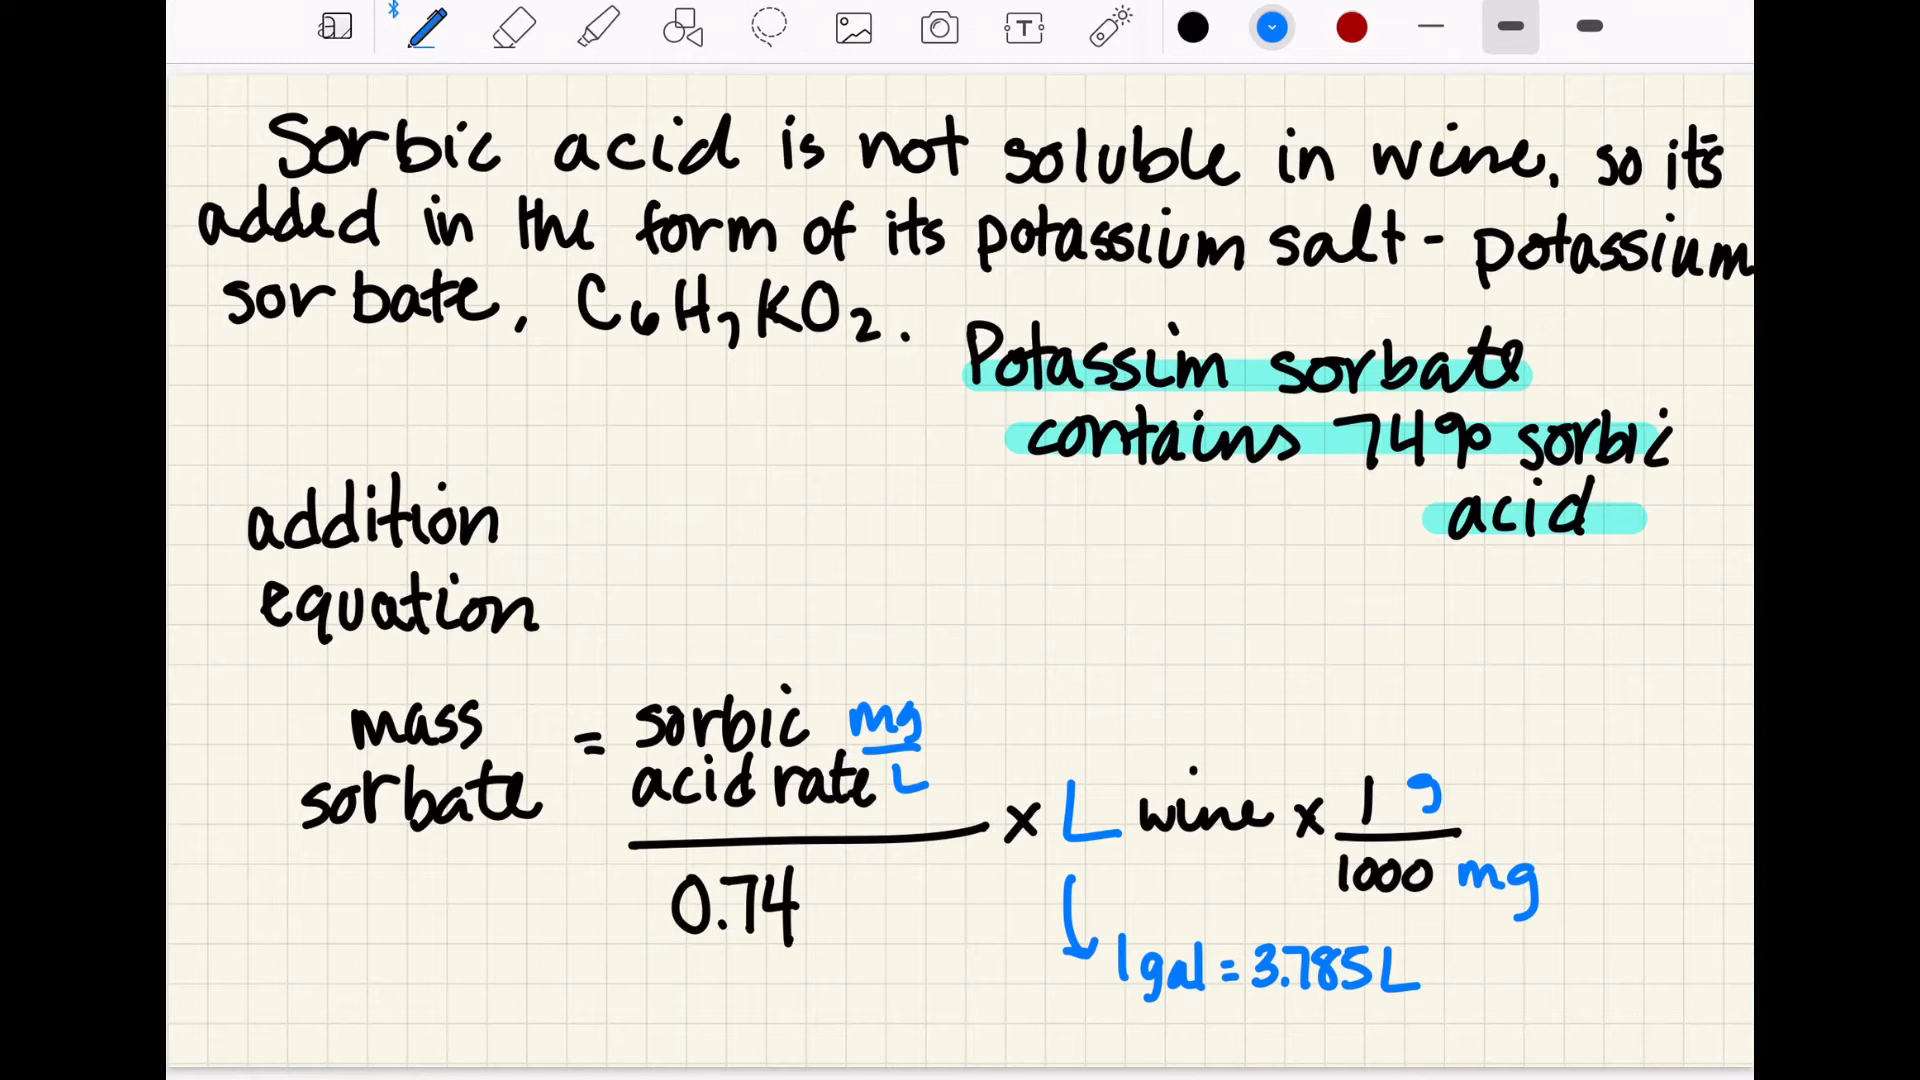 Sorbic acid is not soluble in wine, so it's
added in the form of its potassium salt - potassium
sorbate, C6H7KO2.
Potassim sorbate
contains 74% sorbic
acid
addition
equation
mass
sorbate
= sorbic mg
acid rate L
0.74
x L wine x 1 g
1000 mg
1 gal = 3.785 L